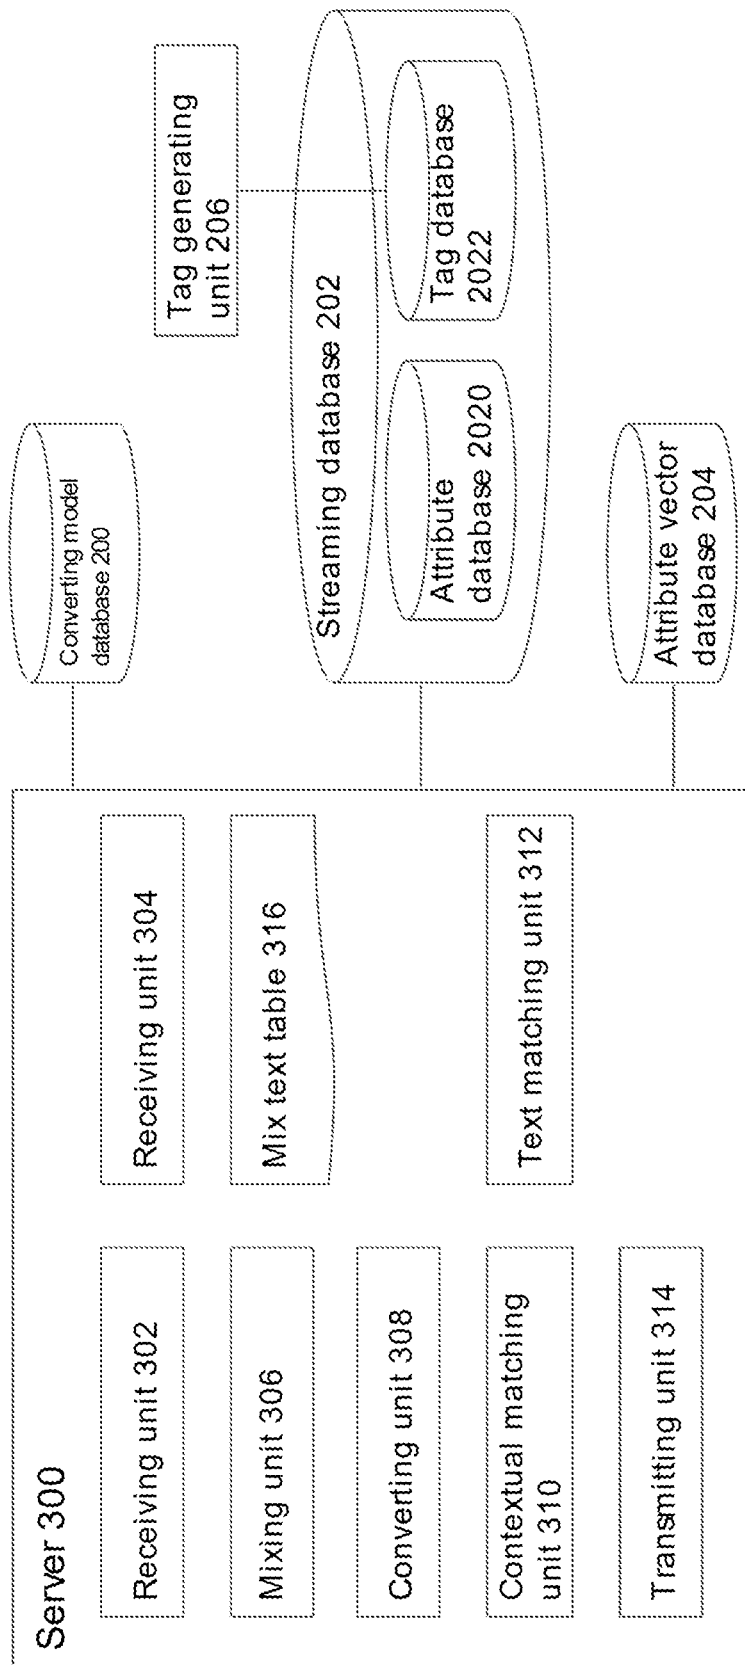 Server 300
Receiving unit 302
Receiving unit 304
Mixing unit 306
Mix text table 316
Converting unit 308
Contextual matching
unit 310
Text matching unit 312
Transmitting unit 314
Converting model
database 200
Streaming database 202
Attribute
database 2020
Tag database
2022
Tag generating
unit 206
Attribute vector
database 204